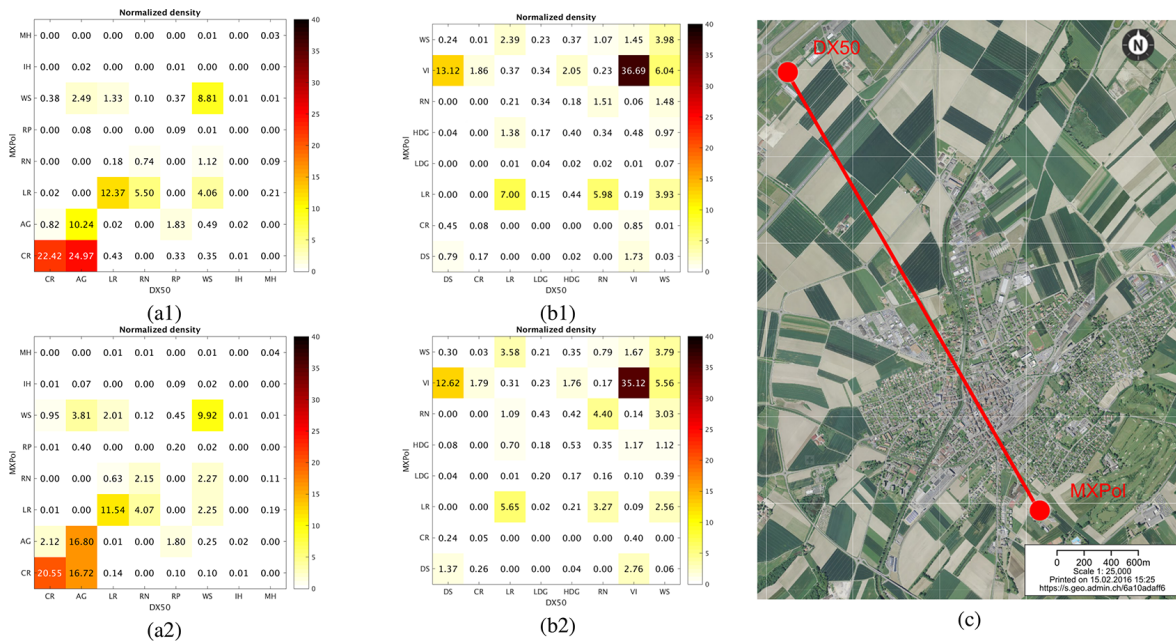 Normalized density
MH 0.00 0.00 0.00 0.00 0.00 0.01 0.00 0.03
IH 0.00 0.02 0.00 0.00 0.01 0.00 0.00 0.00
WS 0.38 2.49 1.33 0.10 0.37 8.81 0.01 0.01
RP 0.00 0.08 0.00 0.00 0.09 0.01 0.00 0.00
RN 0.00 0.00 0.18 0.74 0.00 1.12 0.00 0.09
LR 0.02 0.00 12.37 5.50 0.00 4.06 0.00 0.21
AG 0.82 10.24 0.02 0.00 1.83 0.49 0.02 0.00
CR 22.42 24.97 0.43 0.00 0.33 0.35 0.01 0.00
CR AG LR RN RP WS IH MH
DX50
MXPol
40
35
30
25
20
15
10
5
0
(a1)
Normalized density
WS 0.24 0.01 2.39 0.23 0.37 1.07 1.45 3.98
VI 13.12 1.86 0.37 0.34 2.05 0.23 36.69 6.04
RN 0.00 0.00 0.21 0.34 0.18 1.51 0.06 1.48
HDG 0.04 0.00 1.38 0.17 0.40 0.34 0.48 0.97
LDG 0.00 0.00 0.01 0.04 0.02 0.02 0.01 0.07
LR 0.00 0.00 7.00 0.15 0.44 5.98 0.19 3.93
CR 0.45 0.08 0.00 0.00 0.00 0.00 0.85 0.01
DS 0.79 0.17 0.00 0.00 0.02 0.00 1.73 0.03
DS CR LR LDG HDG RN VI WS
DX50
MXPol
40
35
30
25
20
15
10
5
0
(b1)
Normalized density
MH 0.00 0.00 0.01 0.01 0.00 0.01 0.00 0.04
IH 0.01 0.07 0.00 0.00 0.09 0.02 0.00 0.00
WS 0.95 3.81 2.01 0.12 0.45 9.92 0.01 0.01
RP 0.01 0.40 0.00 0.00 0.20 0.02 0.00 0.00
RN 0.00 0.00 0.63 2.15 0.00 2.27 0.00 0.11
LR 0.01 0.00 11.54 4.07 0.00 2.25 0.00 0.19
AG 2.12 16.80 0.01 0.00 1.80 0.25 0.02 0.00
CR 20.55 16.72 0.14 0.00 0.10 0.10 0.01 0.00
CR AG LR RN RP WS IH MH
DX50
MXPol
40
35
30
25
20
15
10
5
0
(a2)
Normalized density
WS 0.30 0.03 3.58 0.21 0.35 0.79 1.67 3.79
VI 12.62 1.79 0.31 0.23 1.76 0.17 35.12 5.56
RN 0.00 0.00 1.09 0.43 0.42 4.40 0.14 3.03
HDG 0.08 0.00 0.70 0.18 0.53 0.35 1.17 1.12
LDG 0.04 0.00 0.01 0.20 0.17 0.16 0.10 0.39
LR 0.00 0.00 5.65 0.02 0.21 3.27 0.09 2.56
CR 0.24 0.05 0.00 0.00 0.00 0.00 0.40 0.00
DS 1.37 0.26 0.00 0.00 0.01 0.00 2.76 0.06
DS CR LR LDG HDG RN VI WS
DX50
MXPol
40
35
30
25
20
15
10
5
0
(b2)
DX50
N
MXPol
0 200 400 600m
Scale 1: 25,000
Printed on 15.02.2016 15:25
https://s.geo.admin.ch/6a10adaff6
(c)